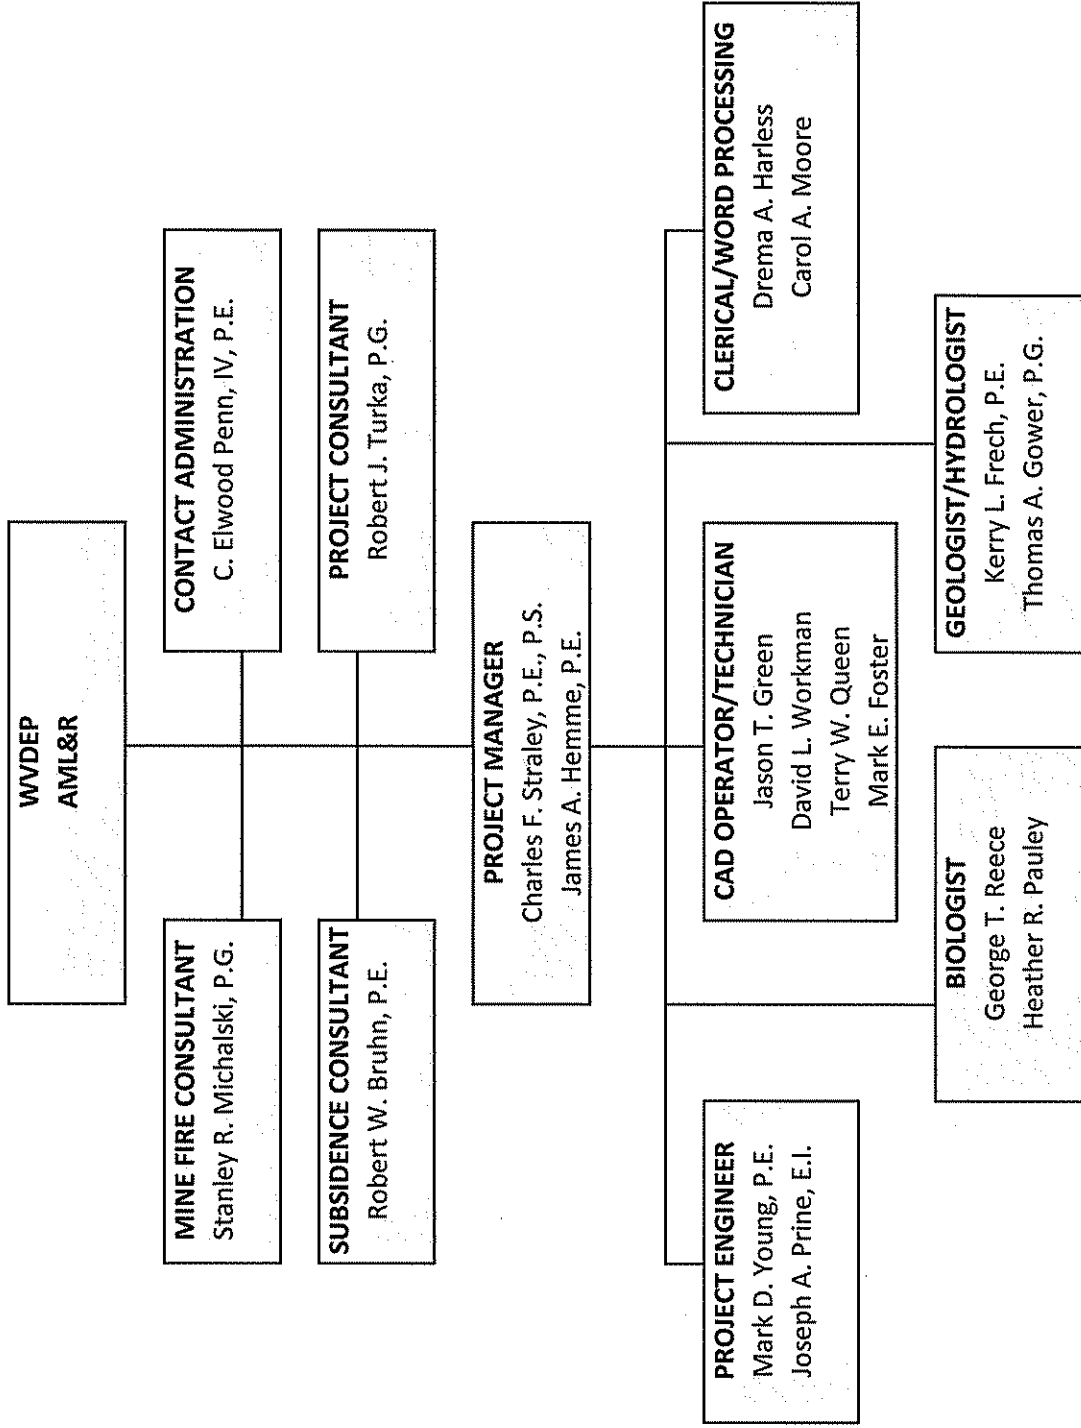 WVDEP
AML&R
MINE FIRE CONSULTANT
Stanley R. Michalski, P.G.
CONTACT ADMINISTRATION
C. Elwood Penn, IV, P.E.
SUBSIDENCE CONSULTANT
Robert W. Bruhn, P.E.
PROJECT CONSULTANT
Robert J. Turka, P.G.
PROJECT MANAGER
Charles F. Straley, P.E., P.S.
James A. Hemme, P.E.
PROJECT ENGINEER
Mark D. Young, P.E.
Joseph A. Prine, E.I.
CAD OPERATOR/TECHNICIAN
Jason T. Green
David L. Workman
Terry W. Queen
Mark E. Foster
CLERICAL/WORD PROCESSING
Drema A. Harless
Carol A. Moore
BIOLOGIST
George T. Reece
Heather R. Pauley
GEOLOGIST/HYDROLOGIST
Kerry L. Frech, P.E.
Thomas A. Gower, P.G.